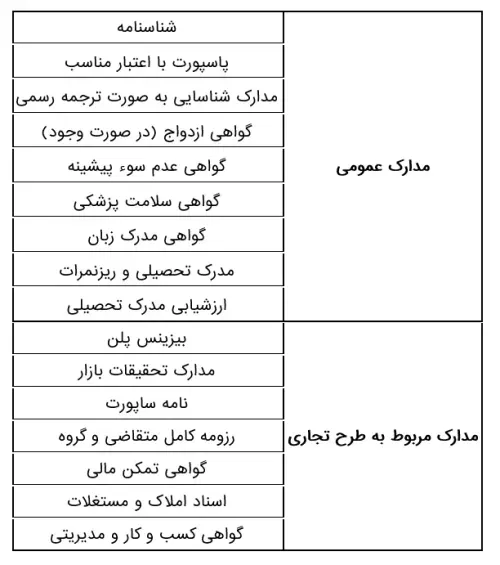 مدارک عمومی
شناسنامه
پاسپورت با اعتبار مناسب
مدارک شناسایی به صورت ترجمه رسمی
گواهی ازدواج (در صورت وجود)
گواهی عدم سوء پیشینه
گواهی سلامت پزشکی
گواهی مدرک زبان
مدرک تحصیلی و ریزنمرات
ارزشیابی مدرک تحصیلی
مدارک مربوط به طرح تجاری
بیزینس پلن
مدارک تحقیقات بازار
نامه ساپورت
رزومه کامل متقاضی و گروه
گواهی تمکن مالی
اسناد املاک و مستغلات
گواهی کسب و کار و مدیریتی